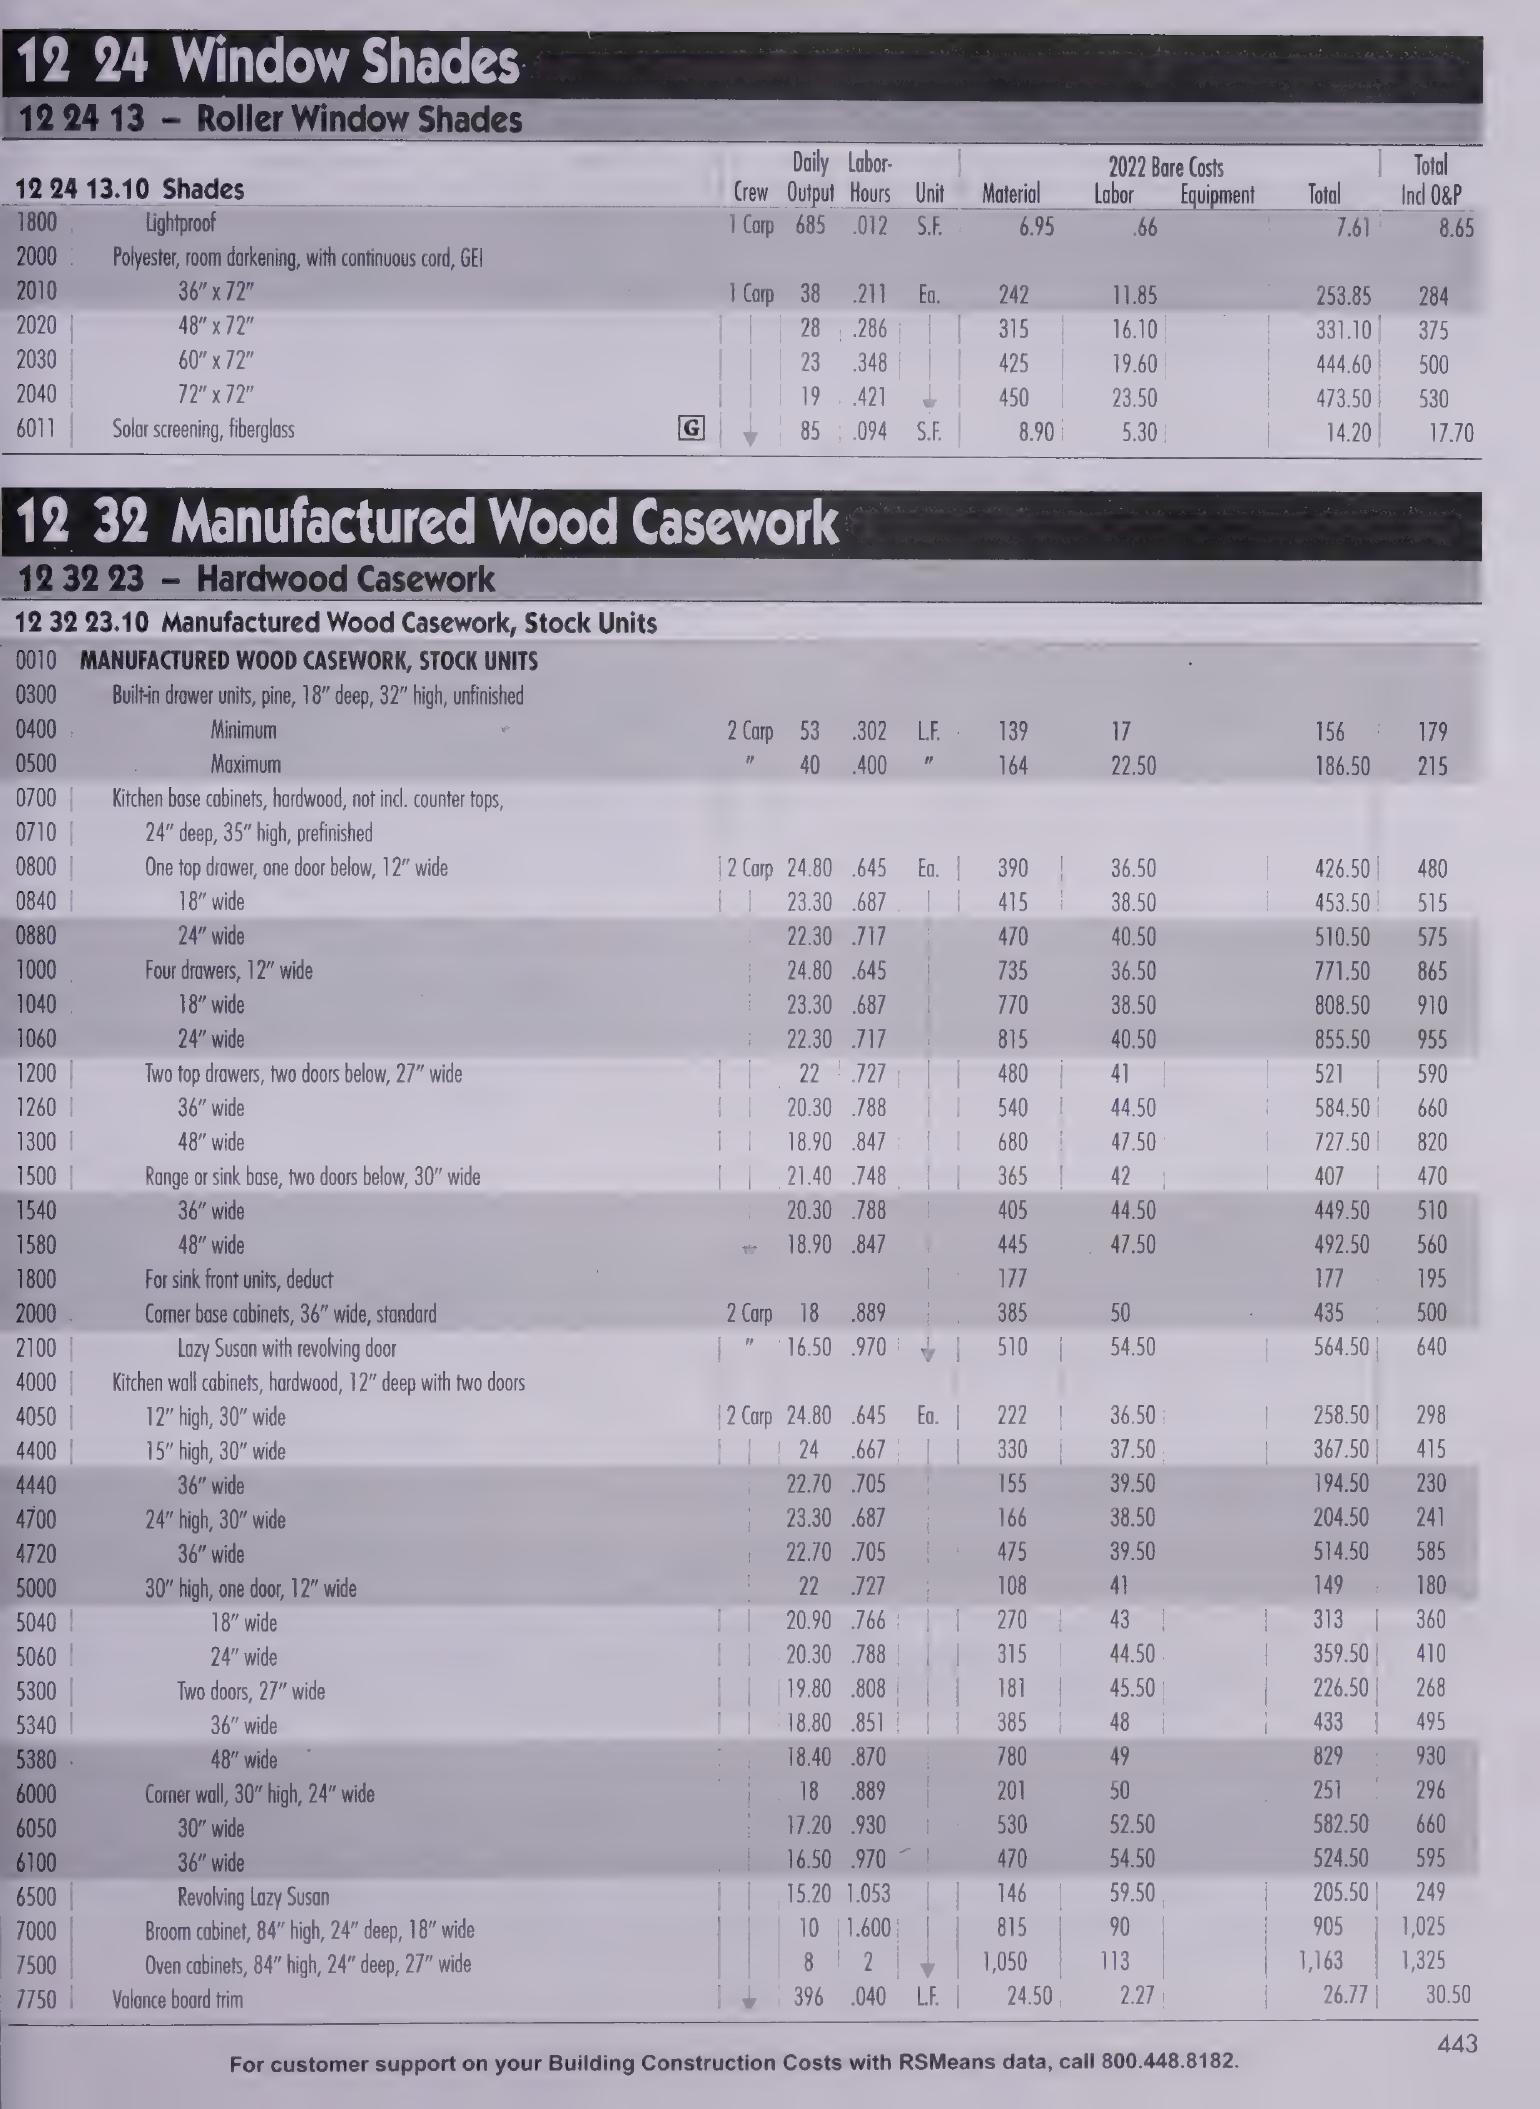 12 24 Window Shades
12 24 13 – Roller Window Shades
Daily Labor- 2022 Bare Costs Total
12 24 13.10 Shades Crew Output Hours Unit Material Labor Equipment Total Incl O&P
1800 Lightproof 1 Carp 685 .012 S.F. 6.95 .66 7.61 8.65
2000 Polyester, room darkening, with continuous cord, GEI
2010 36" x 72" 1 Carp 38 .211 Ea. 242 11.85 253.85 284
2020 48" x 72" 28 .286 315 16.10 331.10 375
2030 60" x 72" 23 .348 425 19.60 444.60 500
2040 72" x 72" 19 .421 450 23.50 473.50 530
6011 Solar screening, fiberglass G 85 .094 S.F. 8.90 5.30 14.20 17.70
12 32 Manufactured Wood Casework
12 32 23 – Hardwood Casework
12 32 23.10 Manufactured Wood Casework, Stock Units
0010 MANUFACTURED WOOD CASEWORK, STOCK UNITS
0300 Built-in drawer units, pine, 18" deep, 32" high, unfinished
0400 Minimum 2 Carp 53 .302 L.F. 139 17 156 179
0500 Maximum " 40 .400 " 164 22.50 186.50 215
0700 Kitchen base cabinets, hardwood, not incl. counter tops,
0710 24" deep, 35" high, prefinished
0800 One top drawer, one door below, 12" wide 2 Carp 24.80 .645 Ea. 390 36.50 426.50 480
0840 18" wide 23.30 .687 415 38.50 453.50 515
0880 24" wide 22.30 .717 470 40.50 510.50 575
1000 Four drawers, 12" wide 24.80 .645 735 36.50 771.50 865
1040 18" wide 23.30 .687 770 38.50 808.50 910
1060 24" wide 22.30 .717 815 40.50 855.50 955
1200 Two top drawers, two doors below, 27" wide 22 .727 480 41 521 590
1260 36" wide 20.30 .788 540 44.50 584.50 660
1300 48" wide 18.90 .847 680 47.50 727.50 820
1500 Range or sink base, two doors below, 30" wide 21.40 .748 365 42 407 470
1540 36" wide 20.30 .788 405 44.50 449.50 510
1580 48" wide 18.90 .847 445 47.50 492.50 560
1800 For sink front units, deduct 177 177 195
2000 Corner base cabinets, 36" wide, standard 2 Carp 18 .889 385 50 435 500
2100 Lazy Susan with revolving door " 16.50 .970 510 54.50 564.50 640
4000 Kitchen wall cabinets, hardwood, 12" deep with two doors
4050 12" high, 30" wide 2 Carp 24.80 .645 Ea. 222 36.50 258.50 298
4400 15" high, 30" wide 24 .667 330 37.50 367.50 415
4440 36" wide 22.70 .705 155 39.50 194.50 230
4700 24" high, 30" wide 23.30 .687 166 38.50 204.50 241
4720 36" wide 22.70 .705 475 39.50 514.50 585
5000 30" high, one door, 12" wide 22 .727 108 41 149 180
5040 18" wide 20.90 .766 270 43 313 360
5060 24" wide 20.30 .788 315 44.50 359.50 410
5300 Two doors, 27" wide 19.80 .808 181 45.50 226.50 268
5340 36" wide 18.80 .851 385 48 433 495
5380 48" wide 18.40 .870 780 49 829 930
6000 Corner wall, 30" high, 24" wide 18 .889 201 50 251 296
6050 30" wide 17.20 .930 530 52.50 582.50 660
6100 36" wide 16.50 .970 470 54.50 524.50 595
6500 Revolving Lazy Susan 15.20 1.053 146 59.50 205.50 249
7000 Broom cabinet, 84" high, 24" deep, 18" wide 10 1.600 815 90 905 1,025
7500 Oven cabinets, 84" high, 24" deep, 27" wide 8 2 1,050 113 1,163 1,325
7750 Valance board trim 396 .040 L.F. 24.50 2.27 26.77 30.50
For customer support on your Building Construction Costs with RSMeans data, call 800.448.8182.
443